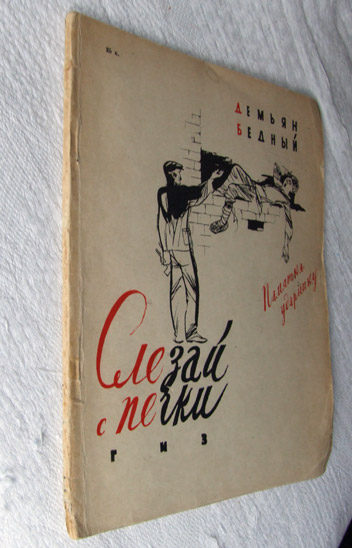 ДЕМЬЯН
БЕДНЫЙ
Памятка
ударнику
Слезай
с печки
ГИЗ